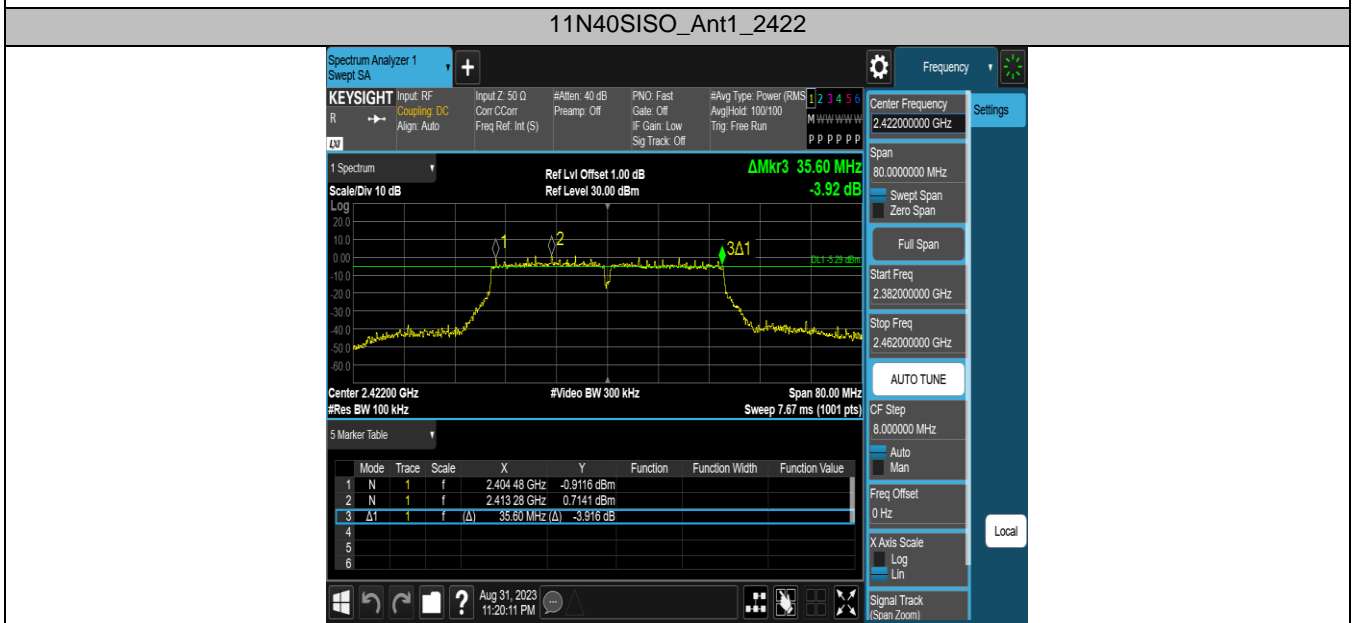 11N40SISO_Ant1_2422
Spectrum Analyzer 1
Swept SA
Frequency
KEYSIGHT Input: RF Input Z: 50 Ω #Atten: 40 dB PNO: Fast #Avg Type: Power (RMS 1 2 3 4 5 6
R Coupling: DC Corr CCorr Preamp: Off Gate: Off Avg|Hold: 100/100 M W W W W W
Align: Auto Freq Ref: Int (S) IF Gain: Low Trig: Free Run
LXI Sig Track: Off P P P P P P
1 Spectrum Ref Lvl Offset 1.00 dB ΔMkr3 35.60 MHz
Scale/Div 10 dB Ref Level 30.00 dBm -3.92 dB
Log
20.0
10.0
0.00
-10.0
-20.0
-30.0
-40.0
-50.0
-60.0
1
2
3Δ1
DL1 -5.29 dBm
Center 2.42200 GHz #Video BW 300 kHz Span 80.00 MHz
#Res BW 100 kHz Sweep 7.67 ms (1001 pts)
5 Marker Table
Mode Trace Scale X Y Function Function Width Function Value
1 N 1 f 2.404 48 GHz -0.9116 dBm
2 N 1 f 2.413 28 GHz 0.7141 dBm
3 Δ1 1 f (Δ) 35.60 MHz (Δ) -3.916 dB
4
5
6
Aug 31, 2023
11:20:11 PM
Center Frequency
2.422000000 GHz
Settings
Span
80.0000000 MHz
Swept Span
Zero Span
Full Span
Start Freq
2.382000000 GHz
Stop Freq
2.462000000 GHz
AUTO TUNE
CF Step
8.000000 MHz
Auto
Man
Freq Offset
0 Hz
Local
X Axis Scale
Log
Lin
Signal Track
(Span Zoom)